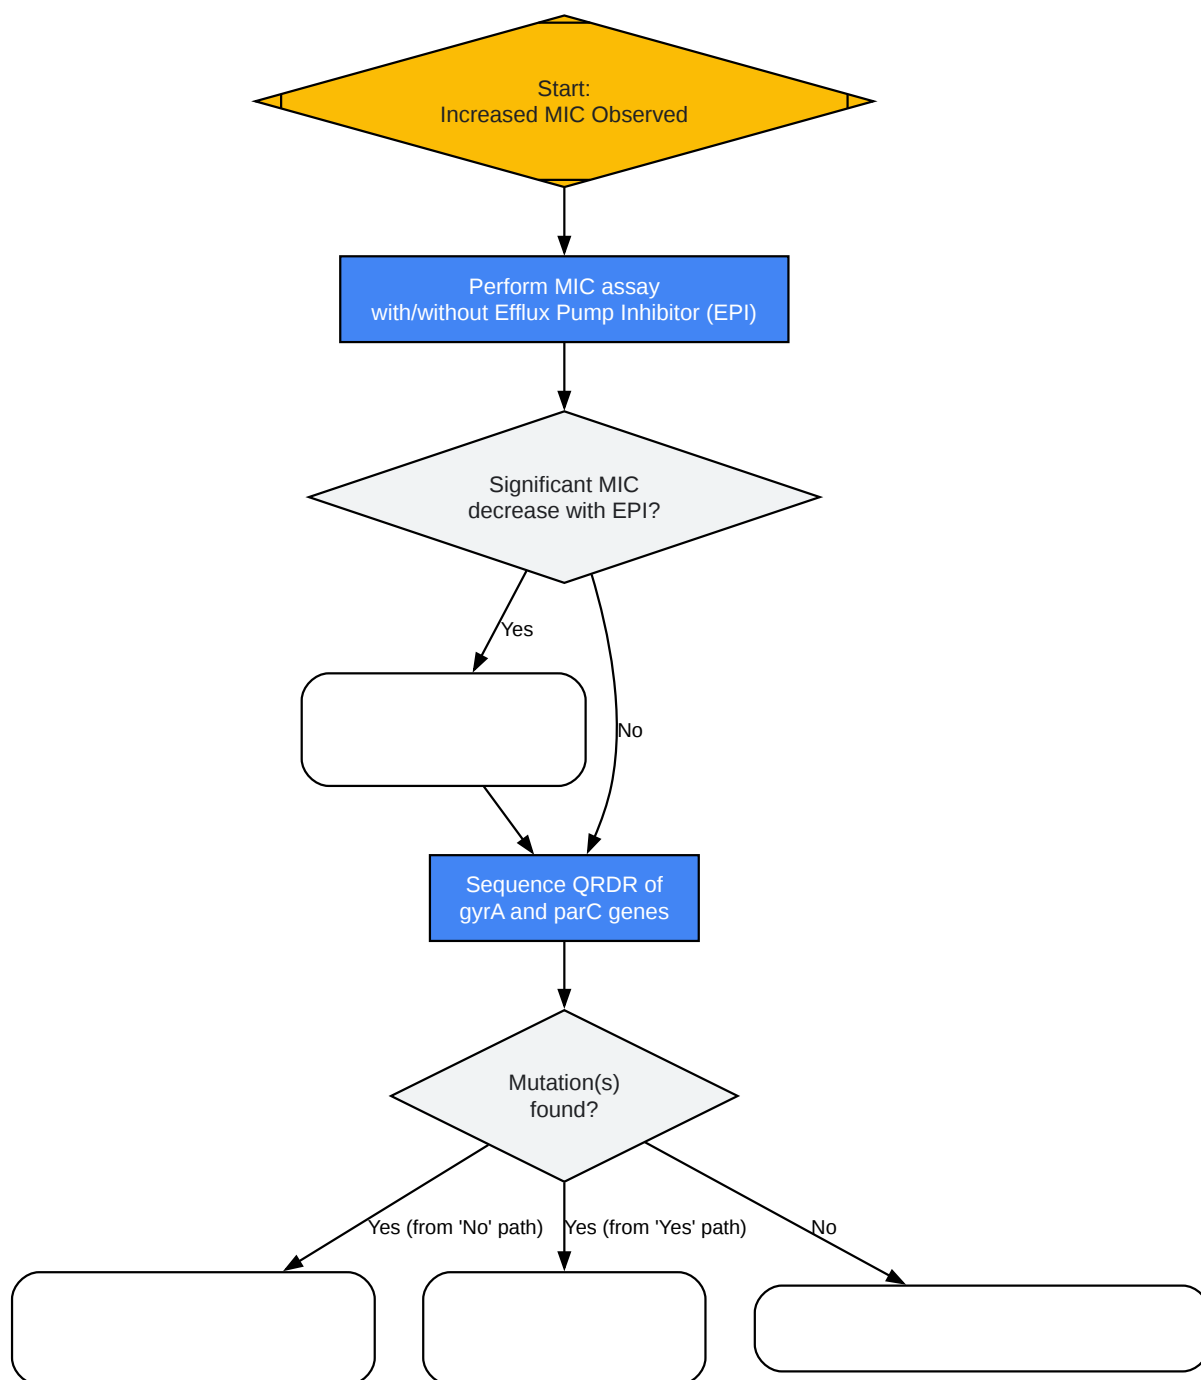 Start:
Increased MIC Observed
Perform MIC assay
with/without Efflux Pump Inhibitor (EPI)
Significant MIC
decrease with EPI?
Yes
No
Sequence QRDR of
gyrA and parC genes
Mutation(s)
found?
Yes (from 'No' path)
Yes (from 'Yes' path)
No